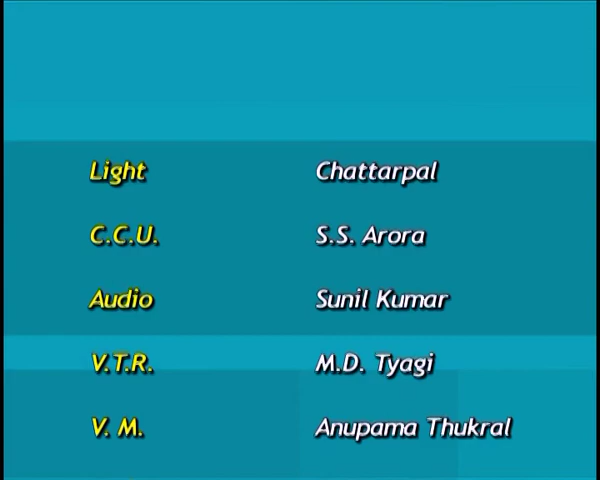 Light Chattarpal
C.C.U. S.S. Arora
Audio Sunil Kumar
V.T.R. M.D. Tyagi
V. M. Anupama Thukral